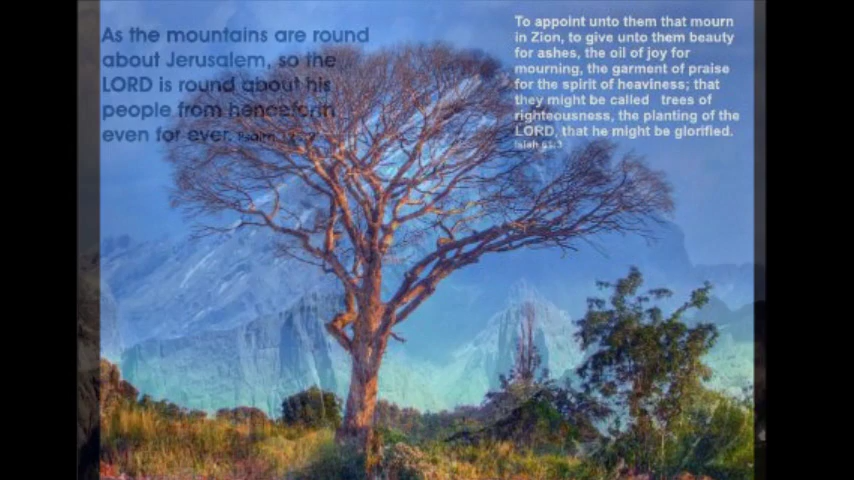 As the mountains are round
about Jerusalem, so the
LORD is round about his
people from henceforth
even for ever. Psalm
To appoint unto them that mourn
in Zion, to give unto them beauty
for ashes, the oil of joy for
mourning, the garment of praise
for the spirit of heaviness; that
they might be called trees of
righteousness, the planting of the
LORD, that he might be glorified.
Isiah 61:3